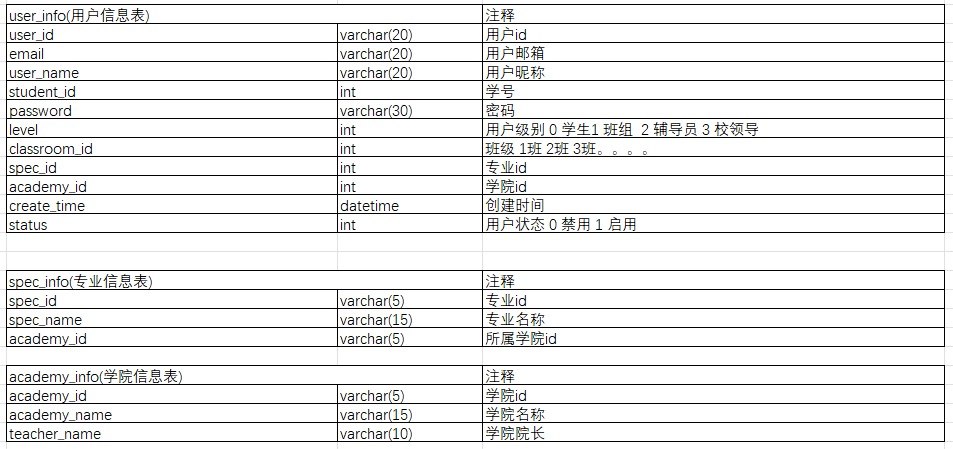 user_info(用户信息表) 注释
user_id varchar(20) 用户id
email varchar(20) 用户邮箱
user_name varchar(20) 用户昵称
student_id int 学号
password varchar(30) 密码
level int 用户级别 0 学生1 班组  2 辅导员 3 校领导
classroom_id int 班级 1班 2班 3班。。。。
spec_id int 专业id
academy_id int 学院id
create_time datetime 创建时间
status int 用户状态 0 禁用 1 启用
spec_info(专业信息表) 注释
spec_id varchar(5) 专业id
spec_name varchar(15) 专业名称
academy_id varchar(5) 所属学院id
academy_info(学院信息表) 注释
academy_id varchar(5) 学院id
academy_name varchar(15) 学院名称
teacher_name varchar(10) 学院院长